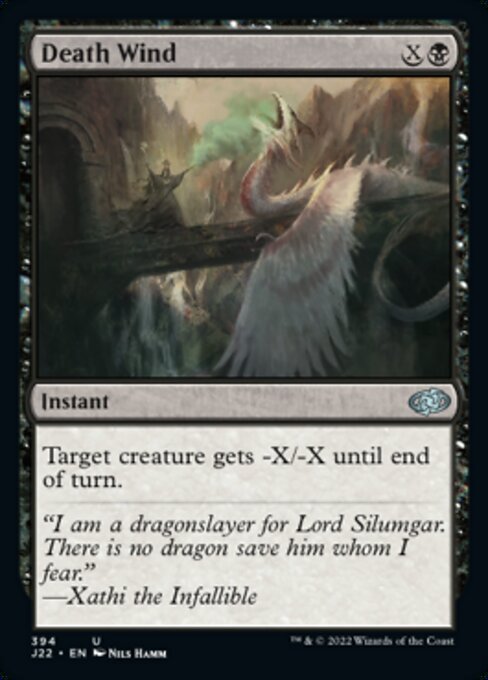 Death Wind X
Instant
Target creature gets -X/-X until end
of turn.
“I am a dragonslayer for Lord Silumgar.
There is no dragon save him whom I
fear.”
—Xathi the Infallible
394 U
J22 • EN Nils Hamm
™ & © 2022 Wizards of the Coast